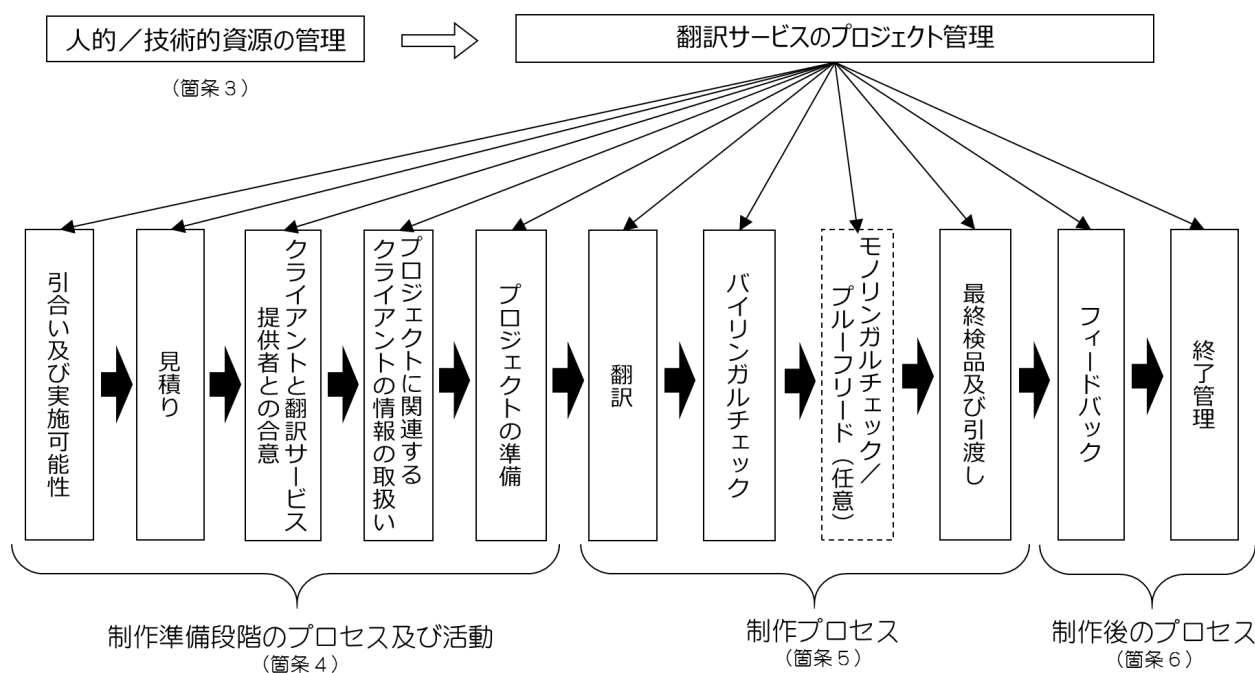 人的／技術的資源の管理
（箇条３）
翻訳サービスのプロジェクト管理
引合い及び実施可能性
見積り
クライアントと翻訳サービス
提供者との合意
プロジェクトに関連する
クライアントの情報の取扱い
プロジェクトの準備
翻訳
バイリンガルチェック
モノリンガルチェック／
プルーフリード（任意）
最終検品及び引渡し
フィードバック
終了管理
制作準備段階のプロセス及び活動
（箇条４）
制作プロセス
（箇条５）
制作後のプロセス
（箇条６）